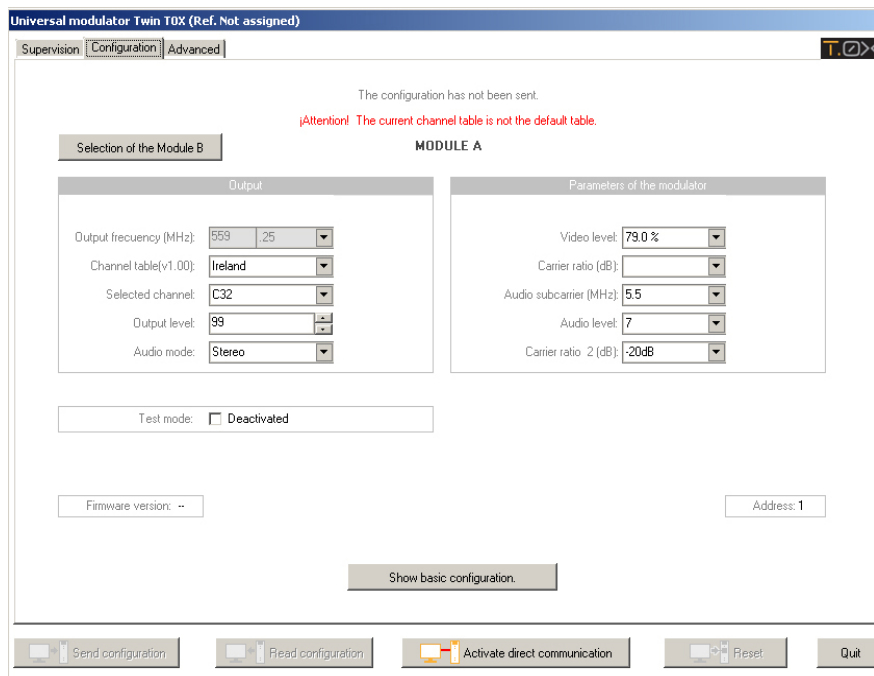 Universal modulator Twin T0X (Ref. Not assigned)
Supervision Configuration Advanced
T.0X
The configuration has not been sent.
¡Attention! The current channel table is not the default table.
Selection of the Module B
MODULE A
Output
Output frecuency (MHz): 559 .25
Channel table(v1.00): Ireland
Selected channel: C32
Output level: 99
Audio mode: Stereo
Parameters of the modulator
Video level: 79.0 %
Carrier ratio (dB):
Audio subcarrier (MHz): 5.5
Audio level: 7
Carrier ratio 2 (dB): -20dB
Test mode: Deactivated
Firmware version: --
Address: 1
Show basic configuration.
Send configuration
Read configuration
Activate direct communication
Reset
Quit